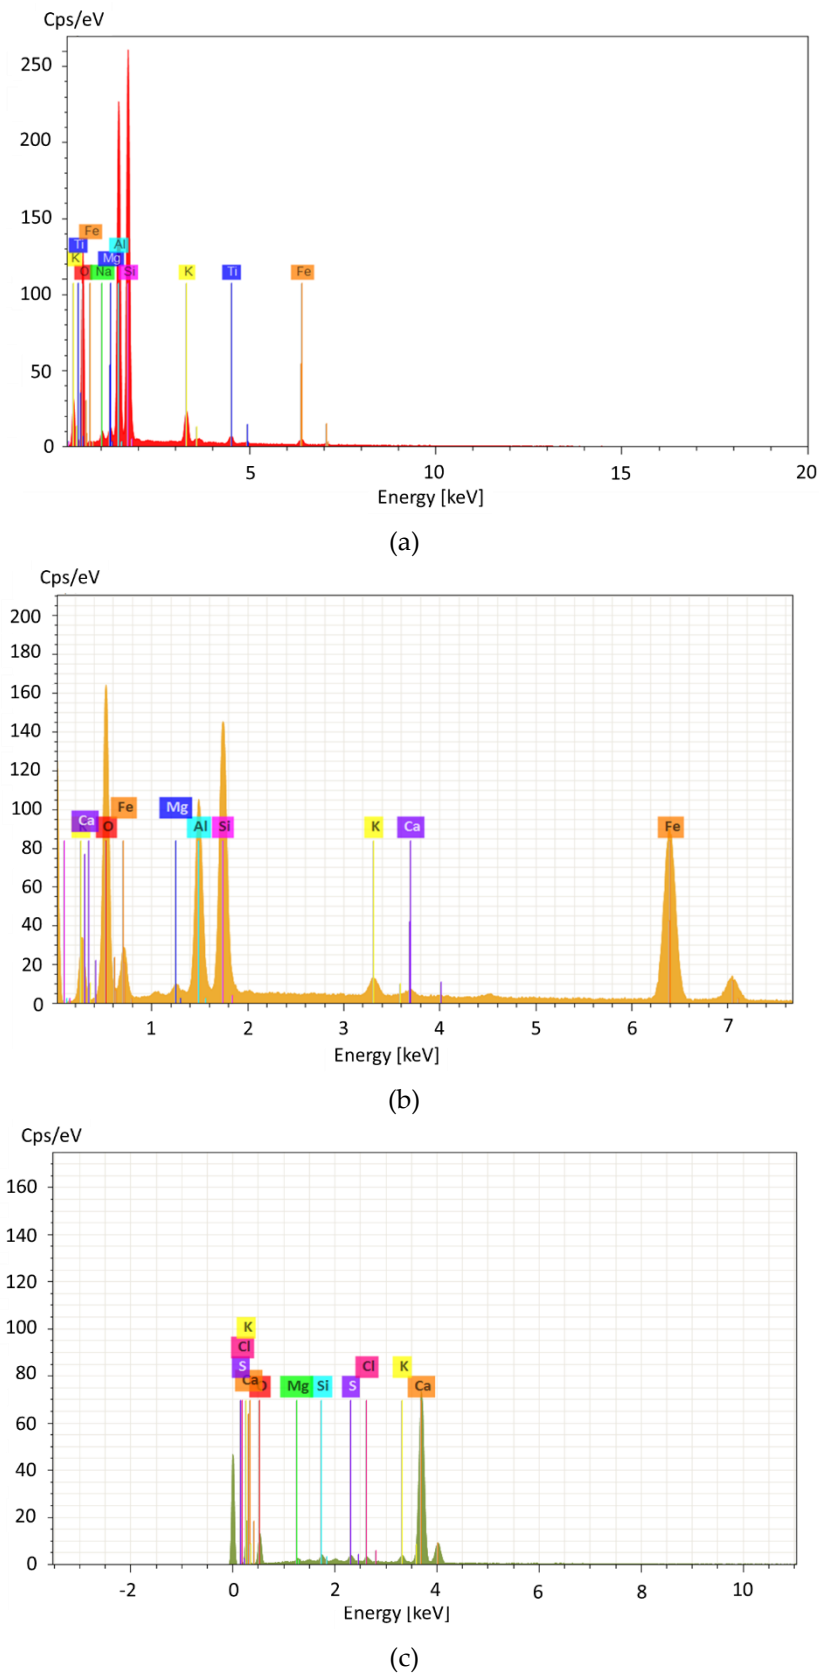 Cps/eV
250
200
150
100
50
0
Fe
Ti Al
K Mg
O Na Si K Ti Fe
5 10 15 20
Energy [keV]
(a)
Cps/eV
200
180
160
140
120
100
80
60
40
20
0
Fe Mg
Ca
K O Al Si K Ca Fe
1 2 3 4 5 6 7
Energy [keV]
(b)
Cps/eV
160
140
120
100
80
60
40
20
0
K
Cl
S Cl K
Ca O Mg Si S Ca
-2 0 2 4 6 8 10
Energy [keV]
(c)